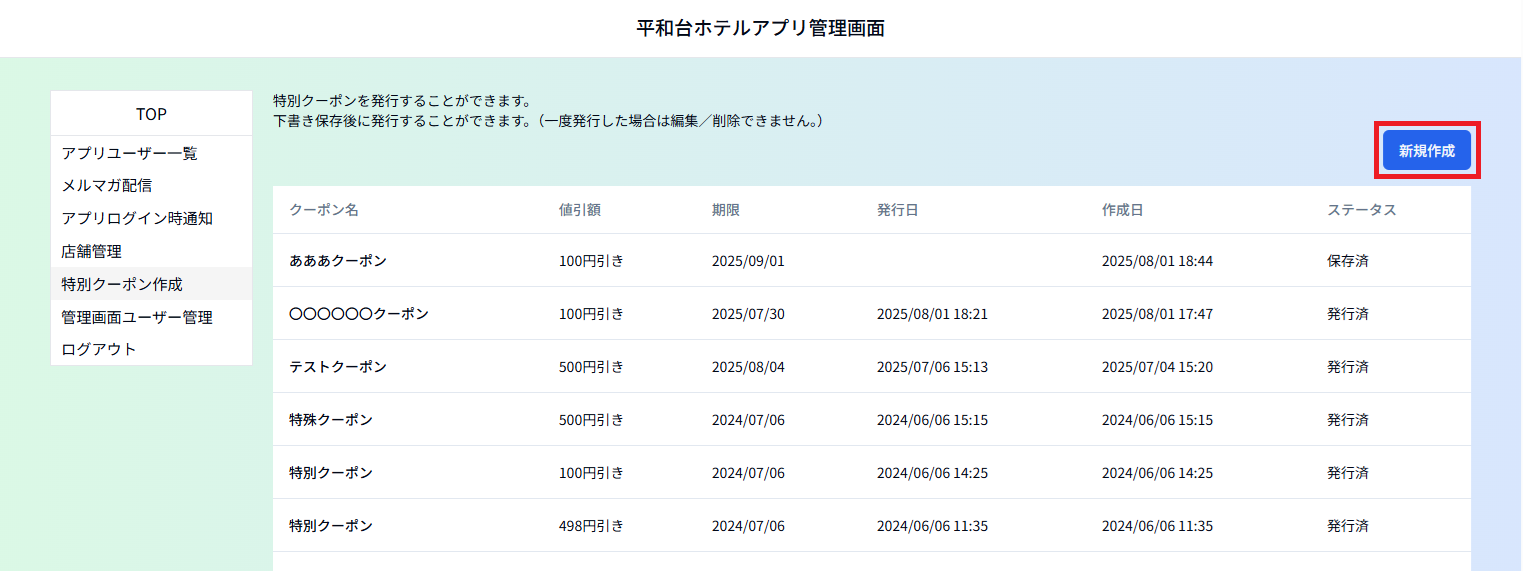 平和台ホテルアプリ管理画面
TOP
アプリユーザー一覧
メルマガ配信
アプリログイン時通知
店舗管理
特別クーポン作成
管理画面ユーザー管理
ログアウト
特別クーポンを発行することができます。
下書き保存後に発行することができます。（一度発行した場合は編集／削除できません。）
新規作成
クーポン名 値引額 期限 発行日 作成日 ステータス
あああクーポン 100円引き 2025/09/01 2025/08/01 18:44 保存済
〇〇〇〇〇〇クーポン 100円引き 2025/07/30 2025/08/01 18:21 2025/08/01 17:47 発行済
テストクーポン 500円引き 2025/08/04 2025/07/06 15:13 2025/07/04 15:20 発行済
特殊クーポン 500円引き 2024/07/06 2024/06/06 15:15 2024/06/06 15:15 発行済
特別クーポン 100円引き 2024/07/06 2024/06/06 14:25 2024/06/06 14:25 発行済
特別クーポン 498円引き 2024/07/06 2024/06/06 11:35 2024/06/06 11:35 発行済